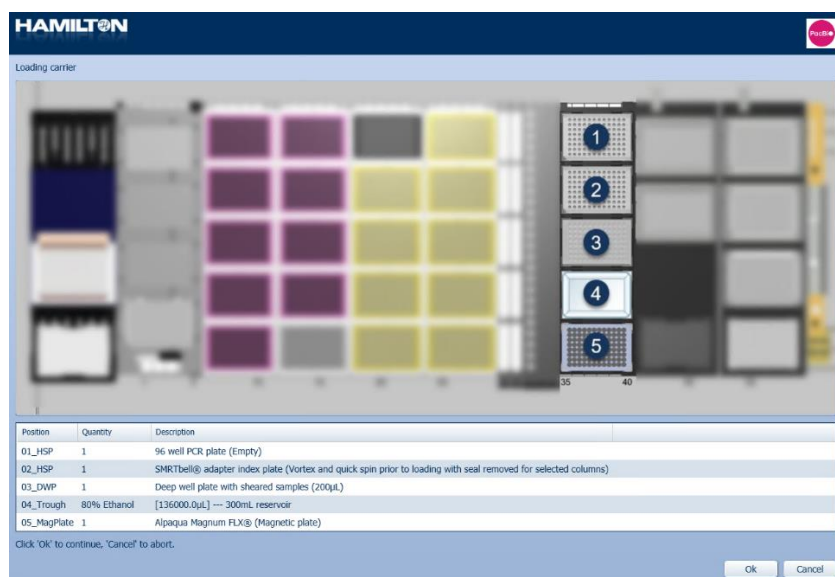 HAMILTON
PacBio
Loading carrier
1
2
3
4
5
35 40
Position Quantity Description
01_HSP 1 96 well PCR plate (Empty)
02_HSP 1 SMRTbell® adapter index plate (Vortex and quick spin prior to loading with seal removed for selected columns)
03_DWP 1 Deep well plate with sheared samples (200µL)
04_Trough 80% Ethanol [136000.0µL] --- 300mL reservoir
05_MagPlate 1 Alpaqua Magnum FLX® (Magnetic plate)
Click 'Ok' to continue, 'Cancel' to abort.
Ok Cancel